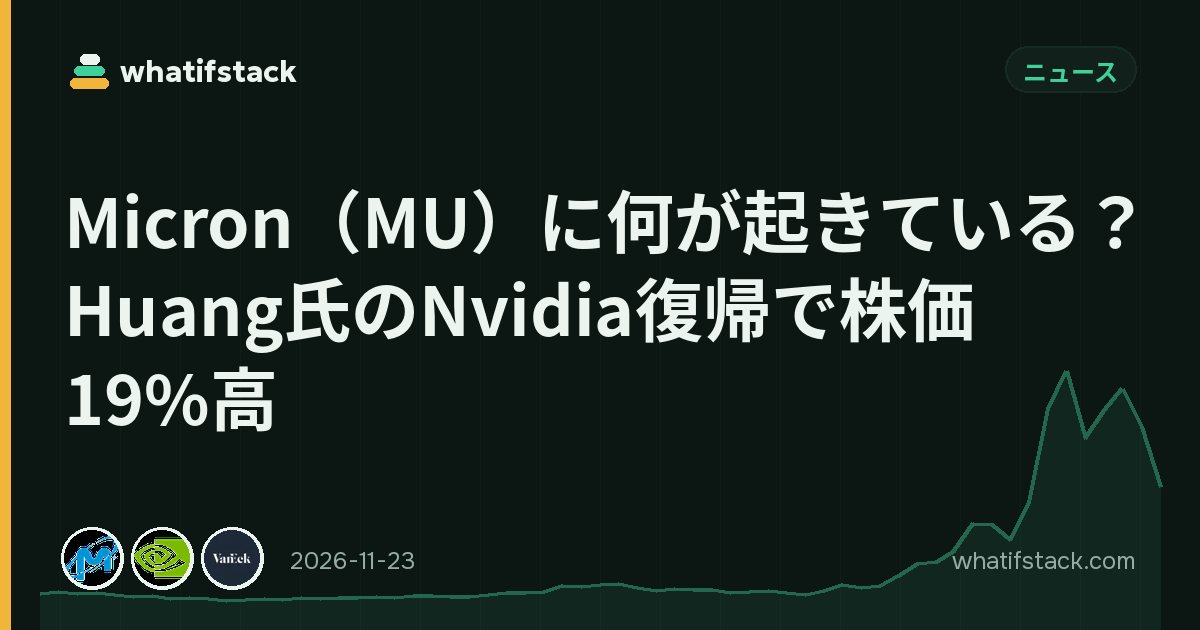 whatifstack
ニュース
Micron（MU）に何が起きている？
Huang氏のNvidia復帰で株価
19%高
VanEck
2026-11-23
whatifstack.com